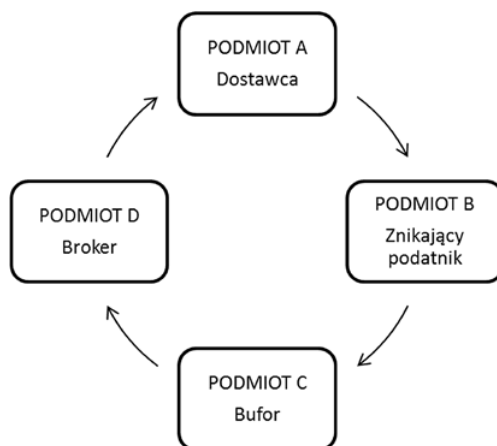 PODMIOT A
Dostawca
PODMIOT B
Znikający
podatnik
PODMIOT C
Bufor
PODMIOT D
Broker